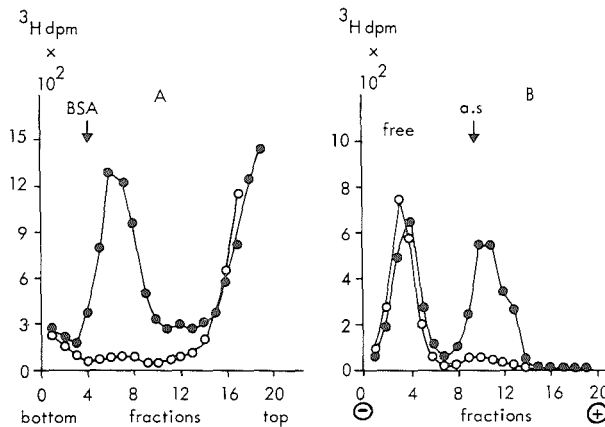 3H dpm
×
10²
A
BSA
15
12
9
6
3
0
0 4 8 12 16 20
bottom fractions top
3H dpm
×
10²
B
a.s
free
10
8
6
4
2
0
0 4 8 12 16 20
− fractions +